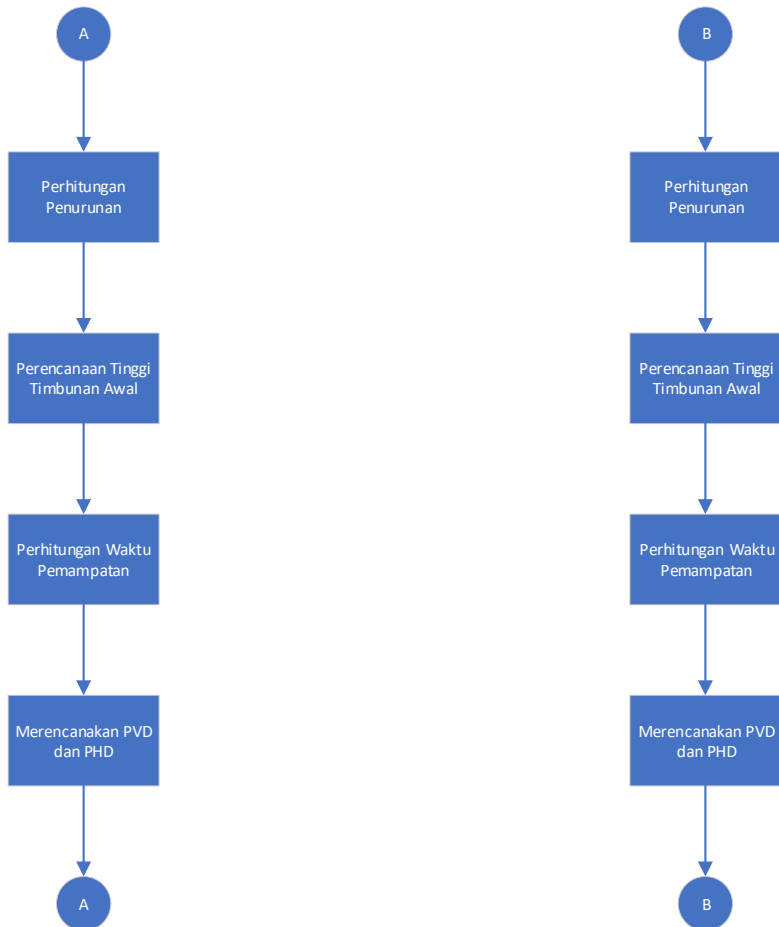 A
Perhitungan
Penurunan
Perencanaan Tinggi
Timbunan Awal
Perhitungan Waktu
Pemampatan
Merencanakan PVD
dan PHD
A
B
Perhitungan
Penurunan
Perencanaan Tinggi
Timbunan Awal
Perhitungan Waktu
Pemampatan
Merencanakan PVD
dan PHD
B